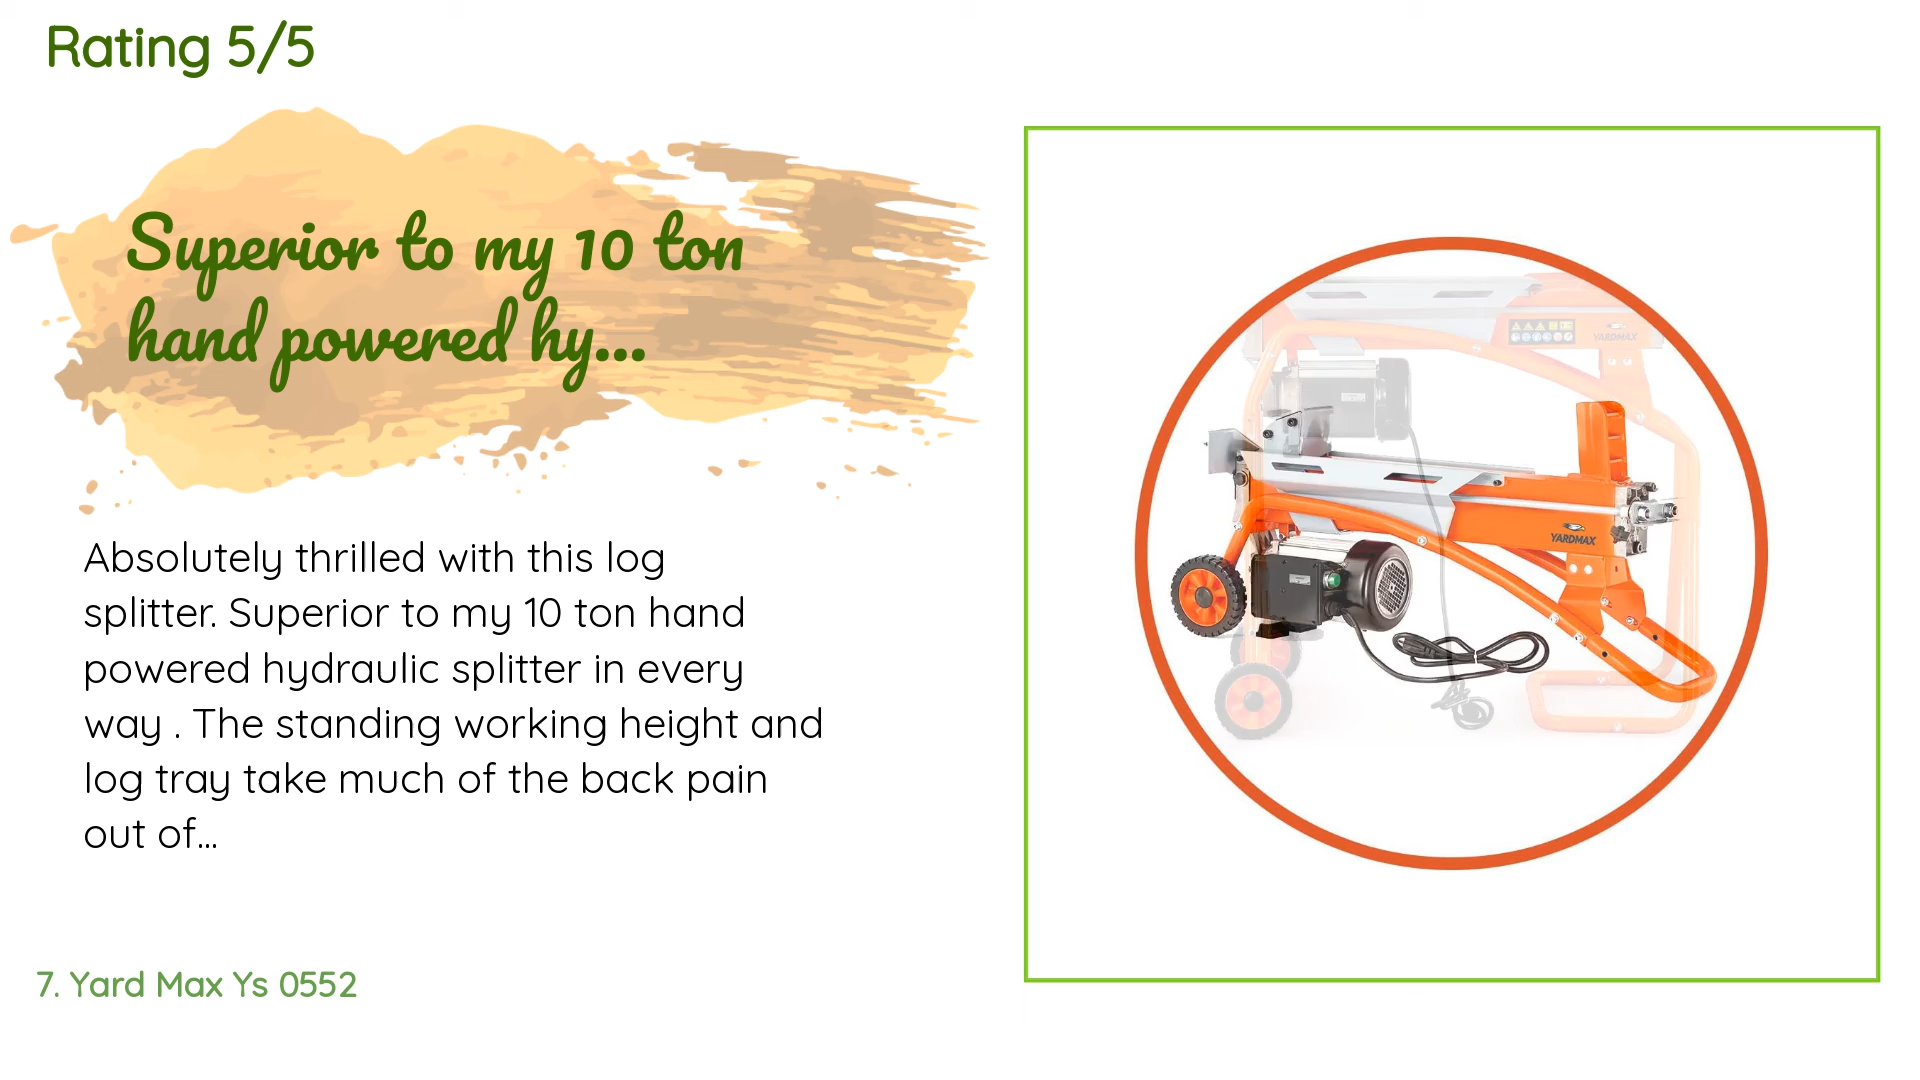 Rating 5/5
Superior to my 10 ton
hand powered hy...
Absolutely thrilled with this log
splitter. Superior to my 10 ton hand
powered hydraulic splitter in every
way . The standing working height and
log tray take much of the back pain
out of...
YARDMAX
YARDMAX
7. Yard Max Ys 0552